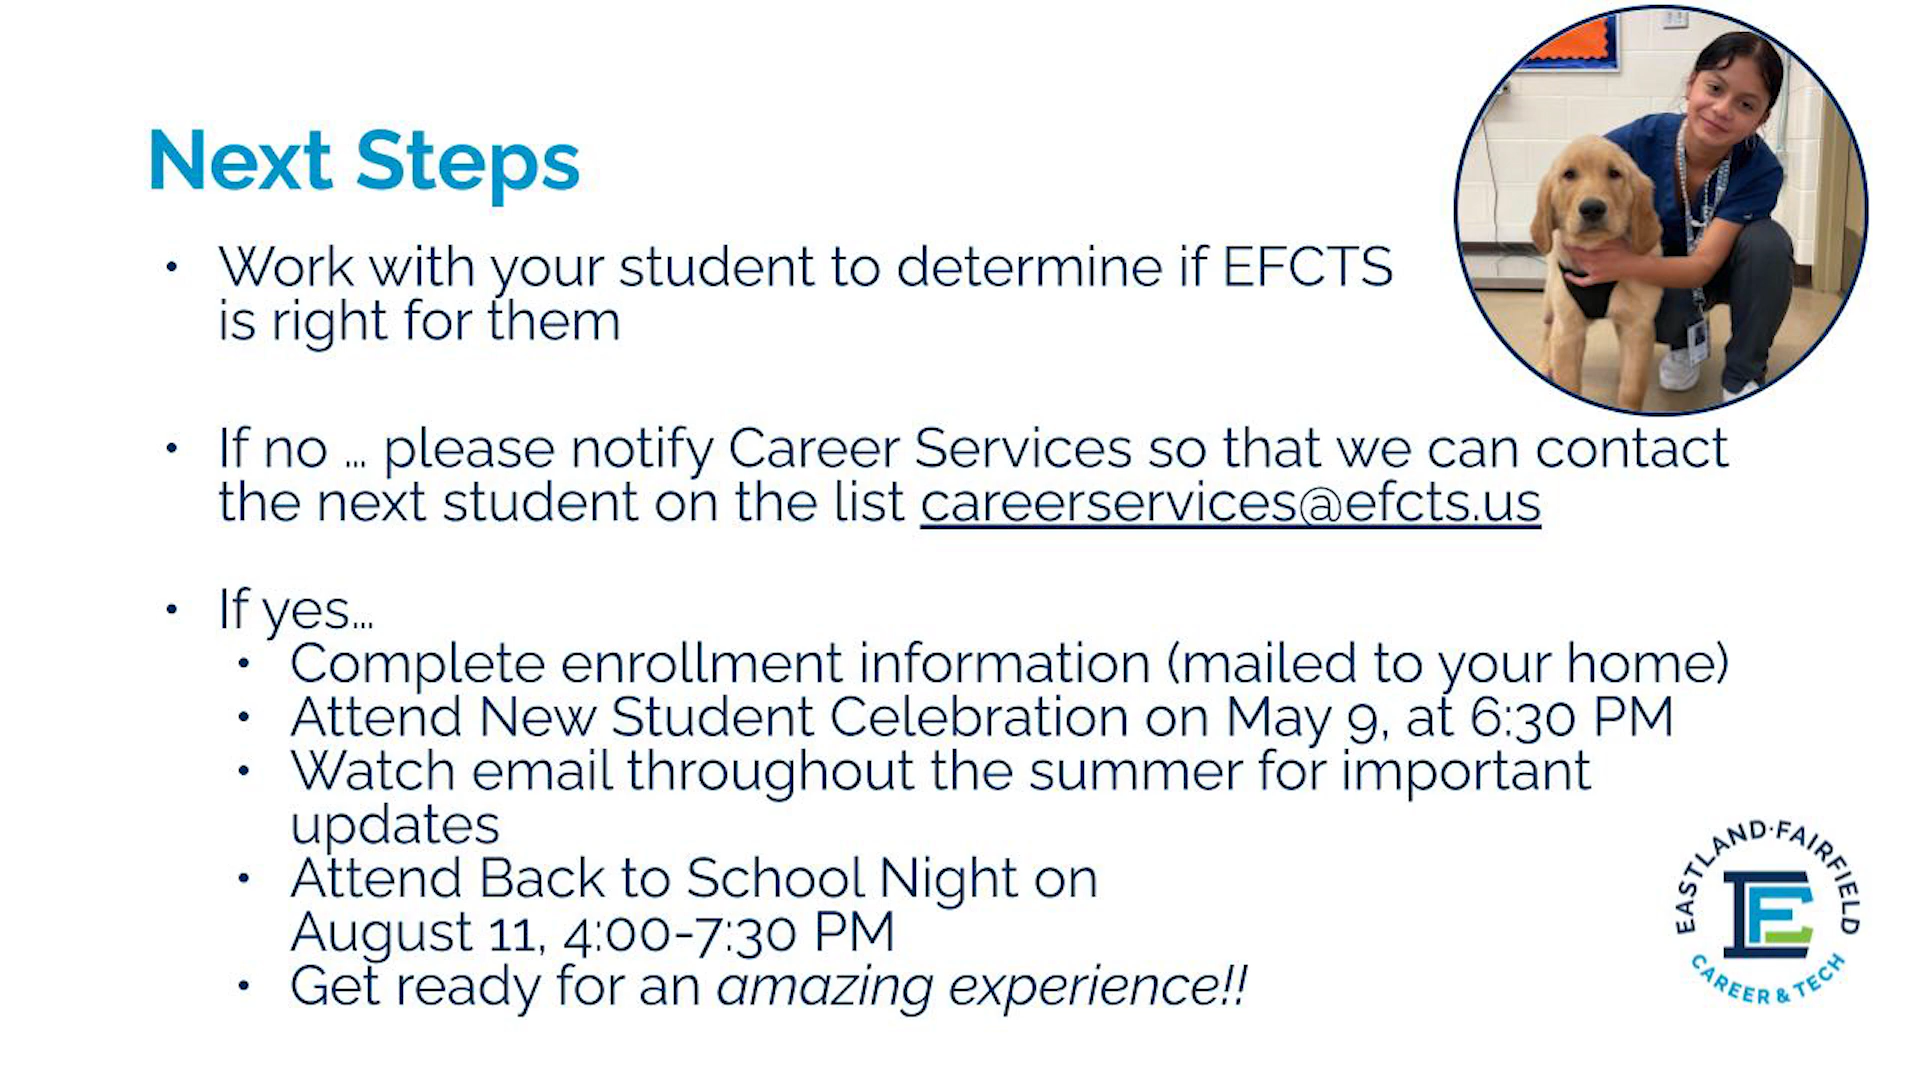 Next Steps
• Work with your student to determine if EFCTS
is right for them
• If no ... please notify Career Services so that we can contact
the next student on the list careerservices@efcts.us
• If yes...
• Complete enrollment information (mailed to your home)
• Attend New Student Celebration on May 9, at 6:30 PM
• Watch email throughout the summer for important
updates
• Attend Back to School Night on
August 11, 4:00-7:30 PM
• Get ready for an amazing experience!!
EASTLAND·FAIRFIELD
EF
CAREER & TECH